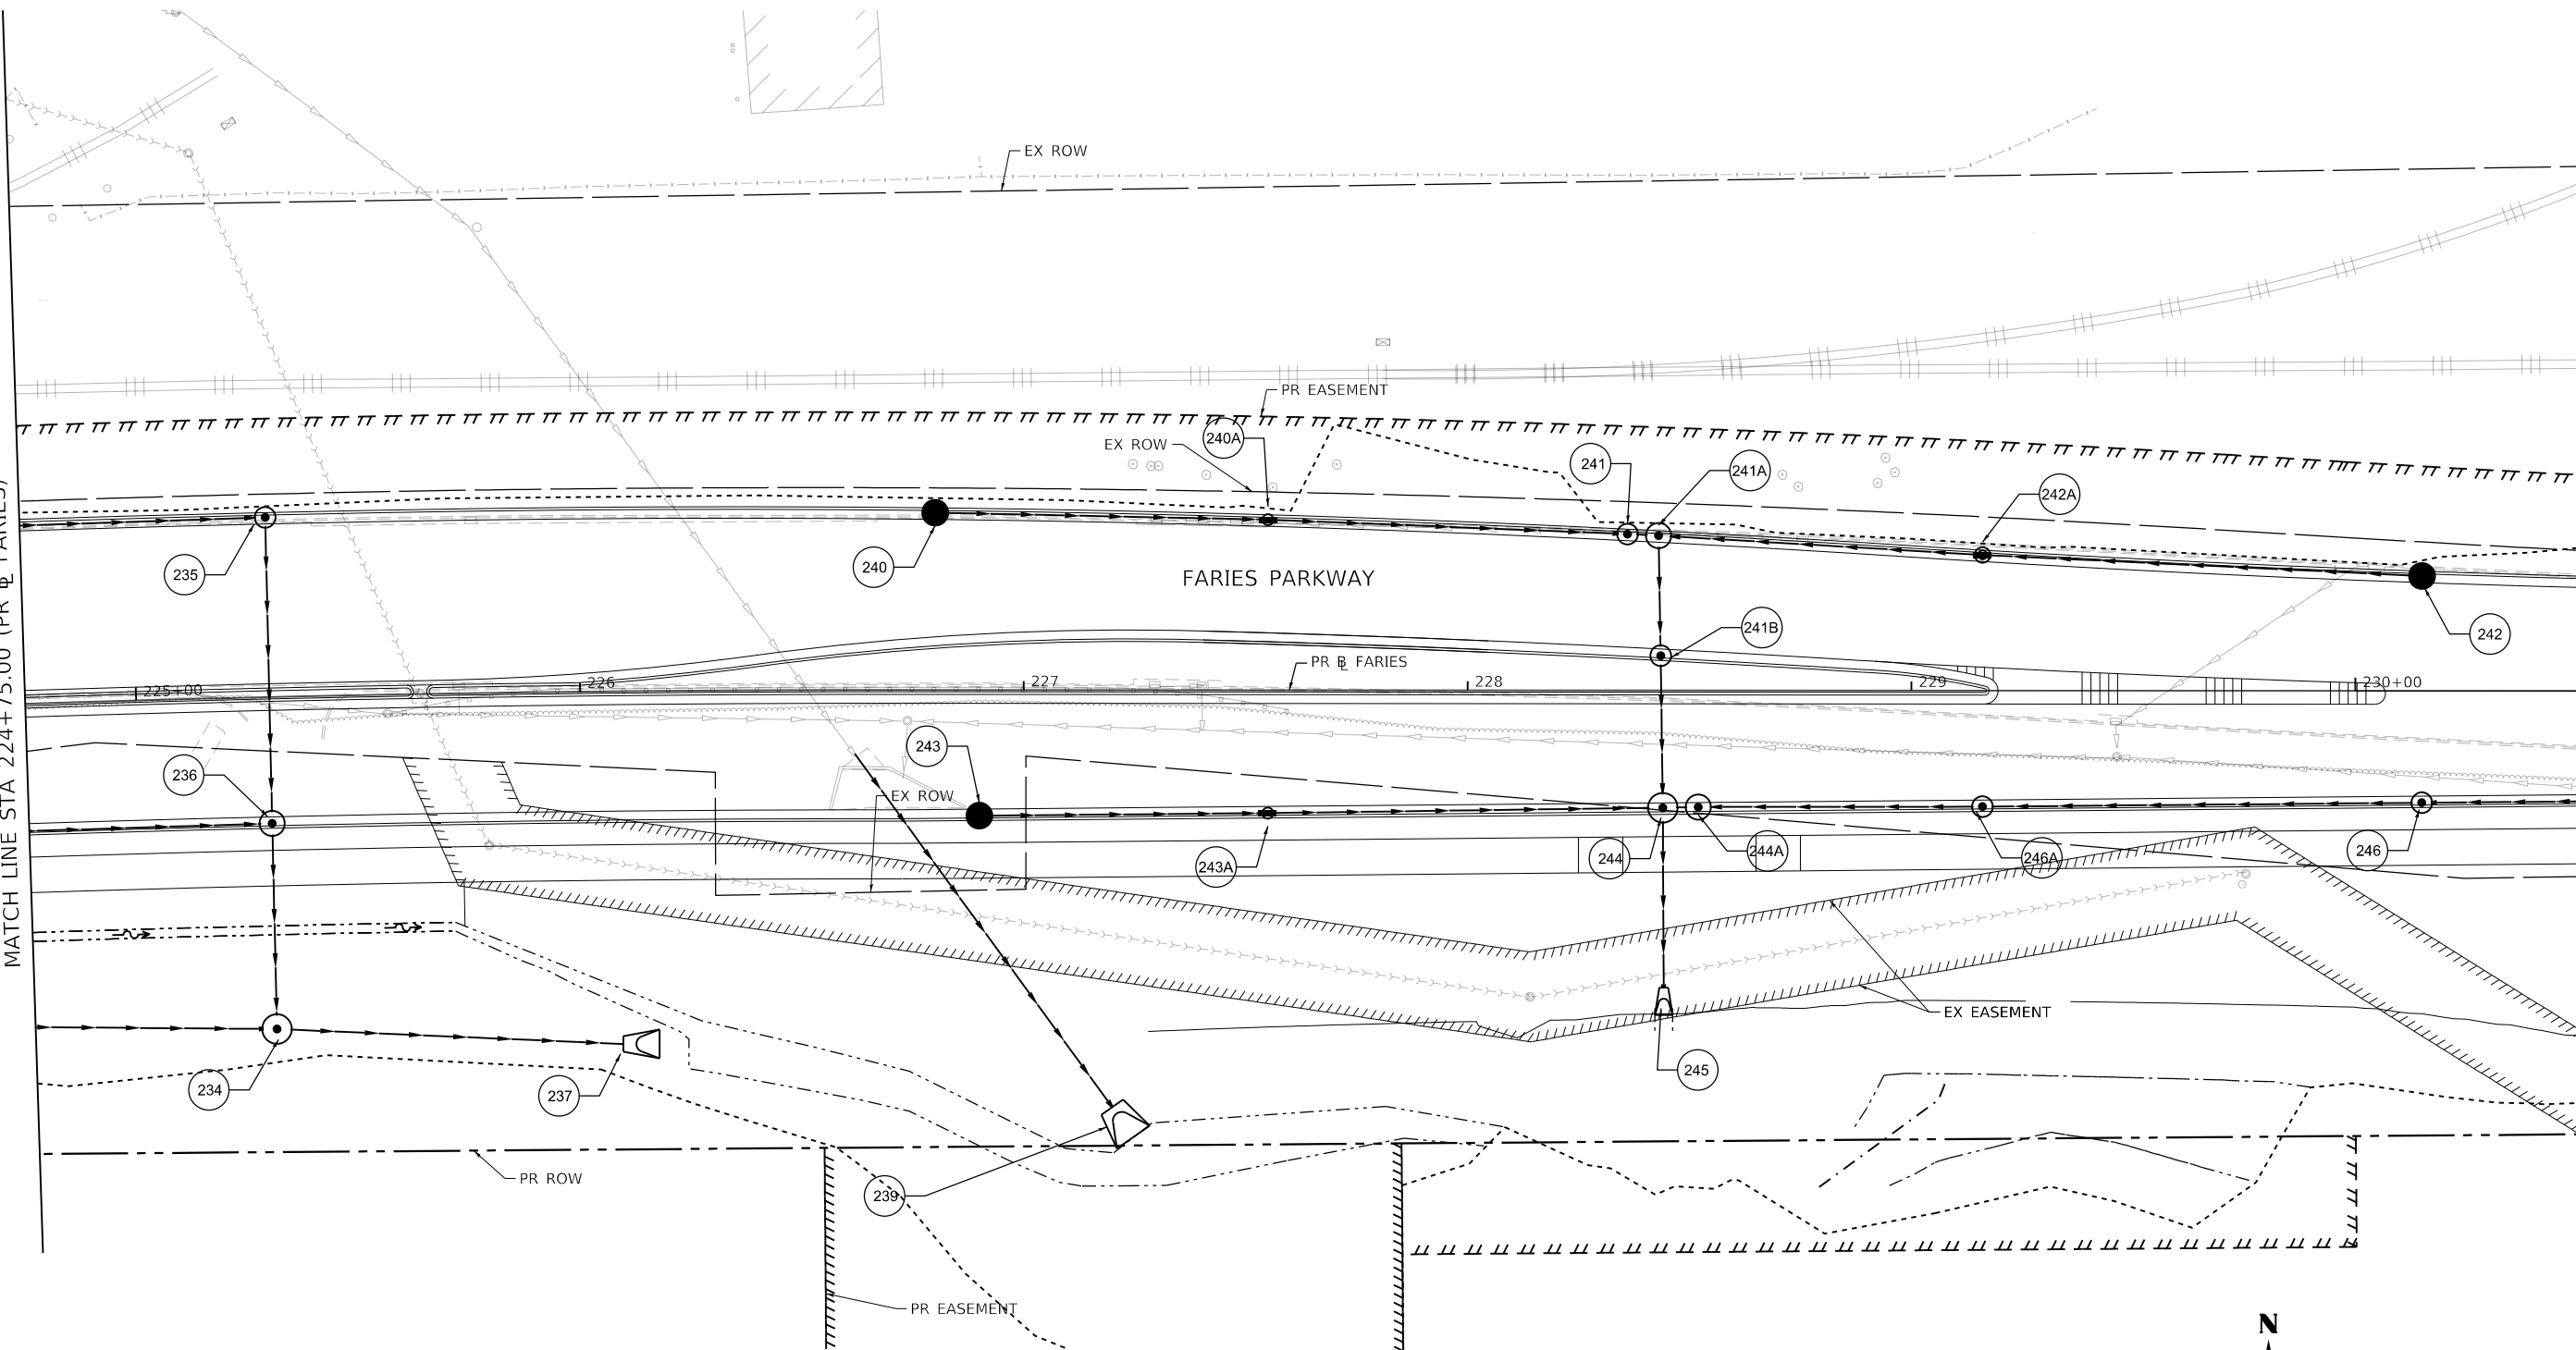 EX ROW
PR EASEMENT
EX ROW
240A
241
241A
242A
235
240
FARIES PARKWAY
241B
242
PR ⅊ FARIES
225+00
226
227
228
229
230+00
243
236
EX ROW
243A
244
244A
246A
246
MATCH LINE STA 224+75.00 (PR ⅊ FARIES)
EX EASEMENT
234
237
245
PR ROW
239
PR EASEMENT
N